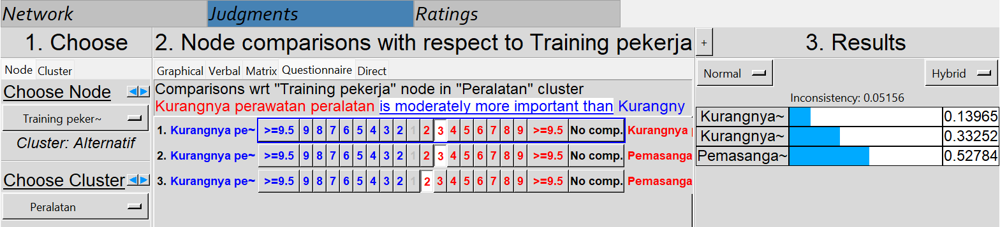 Network Judgments Ratings
1. Choose
2. Node comparisons with respect to Training pekerja
+
3. Results
Node Cluster
Graphical Verbal Matrix Questionnaire Direct
Normal
Hybrid
Choose Node
Training peker~
Cluster: Alternatif
Choose Cluster
Peralatan
Comparisons wrt "Training pekerja" node in "Peralatan" cluster
Kurangnya perawatan peralatan is moderately more important than Kurangny
1. Kurangnya pe~ >=9.5 9 8 7 6 5 4 3 2 1 2 3 4 5 6 7 8 9 >=9.5 No comp. Kurangnya
2. Kurangnya pe~ >=9.5 9 8 7 6 5 4 3 2 1 2 3 4 5 6 7 8 9 >=9.5 No comp. Pemasanga
3. Kurangnya pe~ >=9.5 9 8 7 6 5 4 3 2 1 2 3 4 5 6 7 8 9 >=9.5 No comp. Pemasanga
Inconsistency: 0.05156
Kurangnya~ 0.13965
Kurangnya~ 0.33252
Pemasanga~ 0.52784